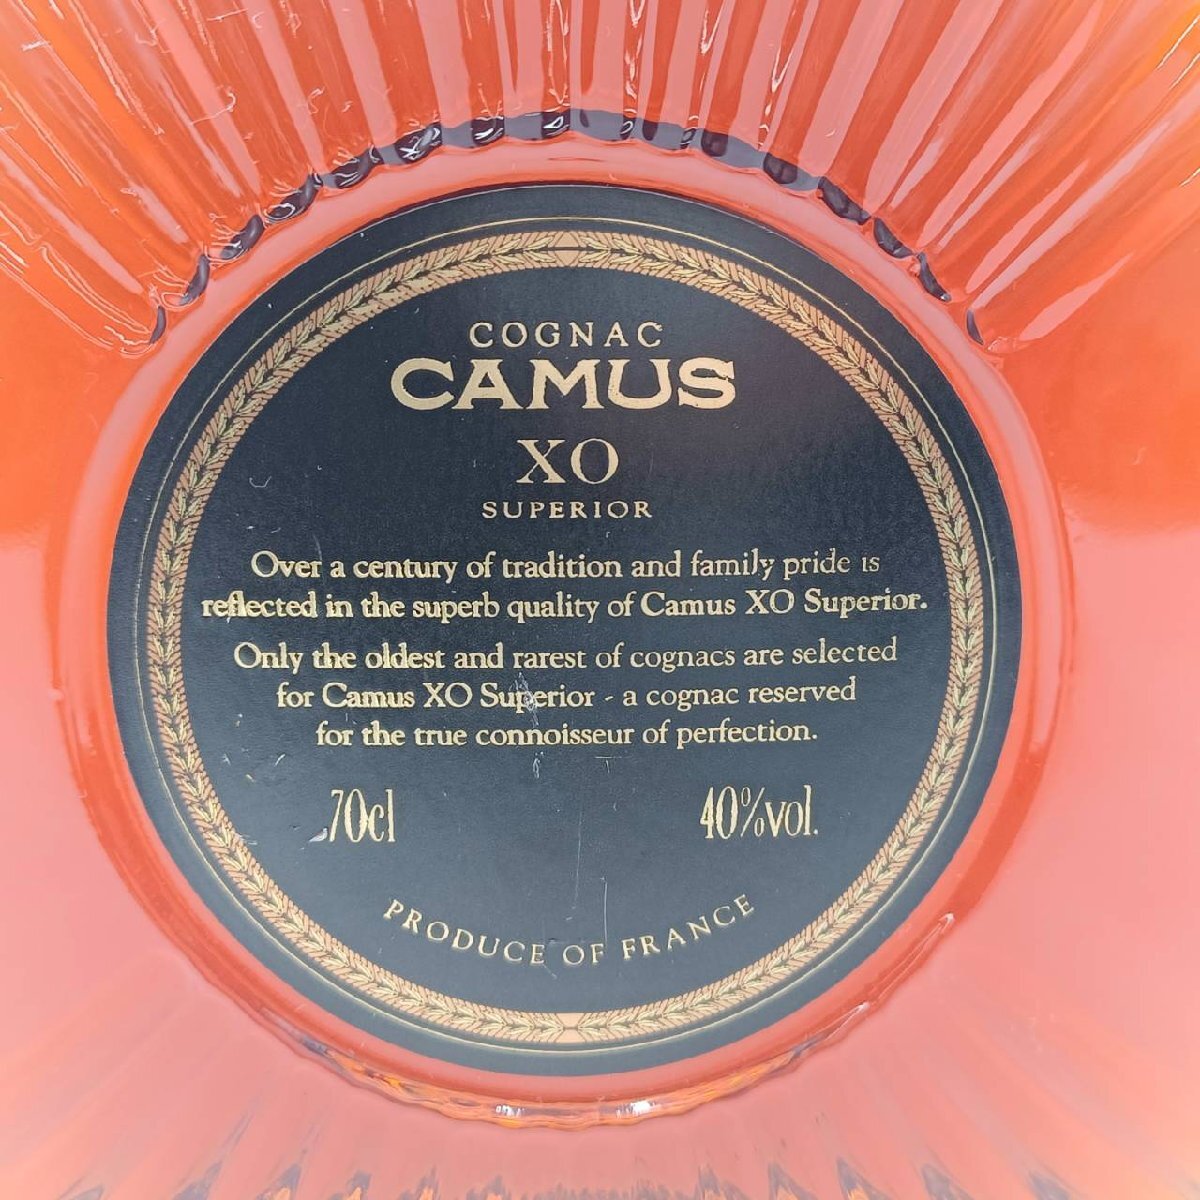 COGNAC
CAMUS
XO
SUPERIOR
Over a century of tradition and family pride is
reflected in the superb quality of Camus XO Superior.
Only the oldest and rarest of cognacs are selected
for Camus XO Superior - a cognac reserved
for the true connoisseur of perfection.
70cl 40%vol.
PRODUCE OF FRANCE